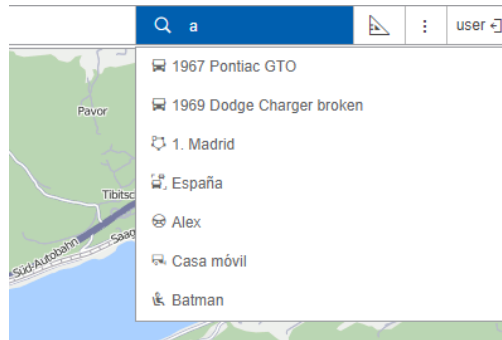 a
user
1967 Pontiac GTO
1969 Dodge Charger broken
1. Madrid
España
Alex
Casa móvil
Batman
Pavor
Tibitsc
Süd-Autobahn
Saag